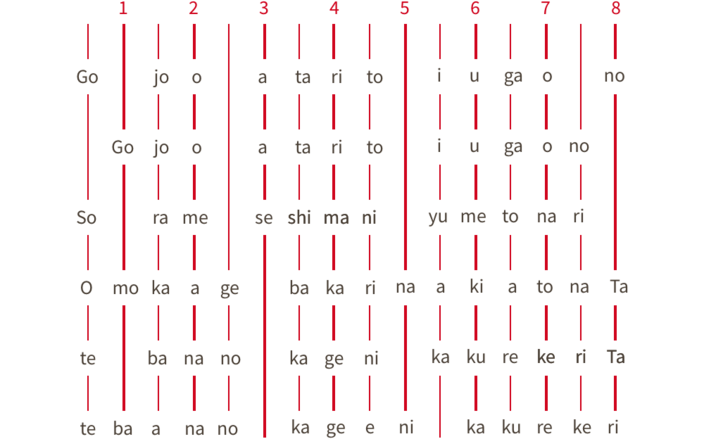 1 2 3 4 5 6 7 8
Go jo o a ta ri to i u ga o no
Go jo o a ta ri to i u ga o no
So ra me se shi ma ni yu me to na ri
O mo ka a ge ba ka ri na a ki a to na Ta
te ba na no ka ge ni ka ku re ke ri Ta
te ba a na no ka ge e ni ka ku re ke ri